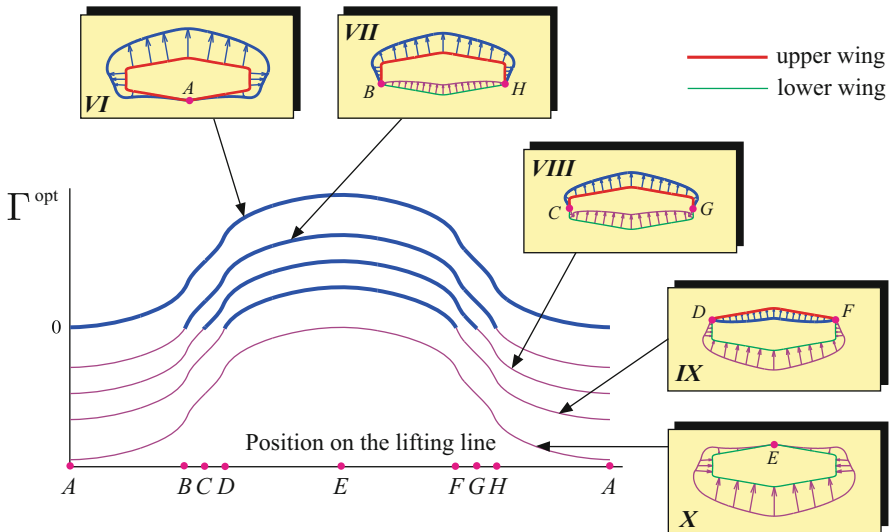 VI
A
VII
B
H
upper wing
lower wing
VIII
C
G
Γ opt
0
D
F
IX
E
X
Position on the lifting line
A B C D E F G H A